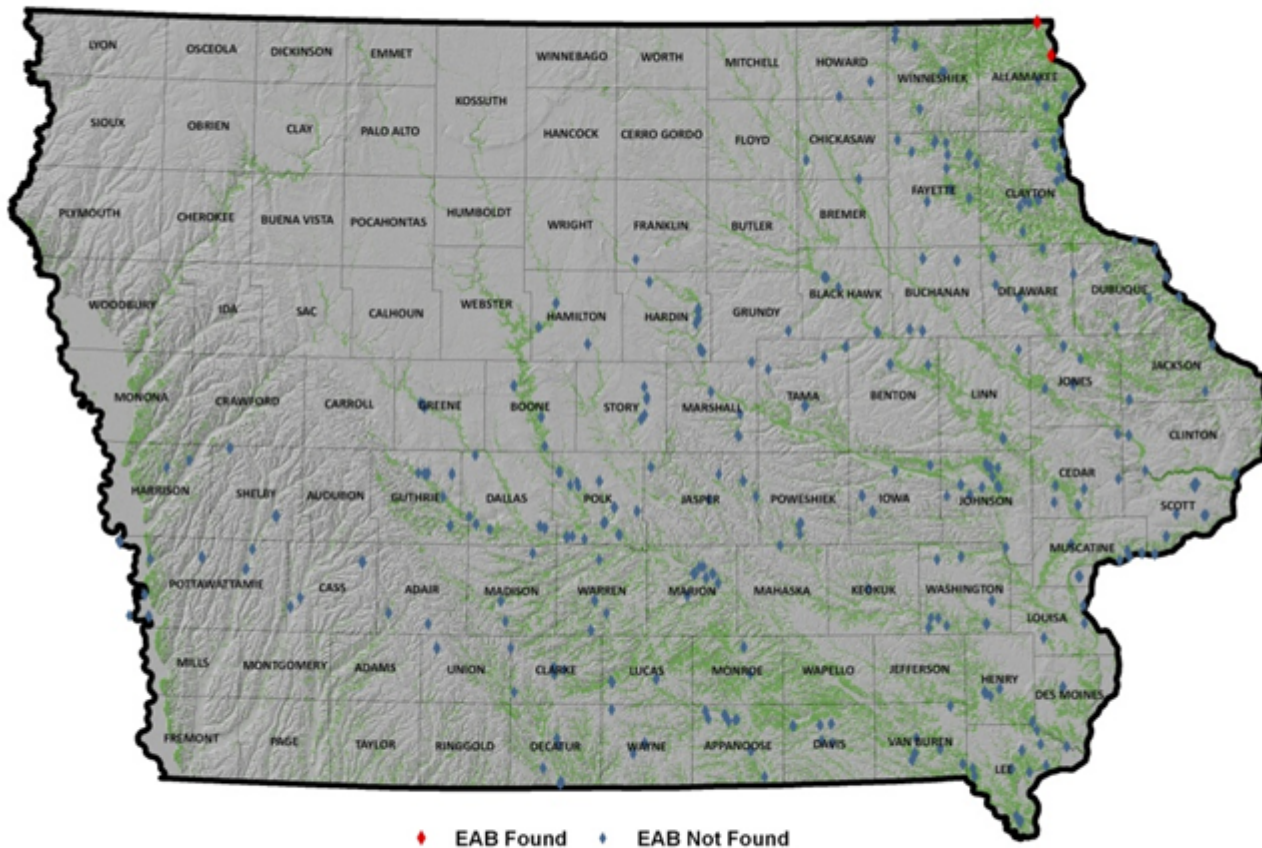 LYON OSCEOLA DICKINSON EMMET WINNEBAGO WORTH MITCHELL HOWARD WINNESHIEK ALLAMAKEE
KOSSUTH
SIOUX OBRIEN CLAY PALO ALTO HANCOCK CERRO GORDO FLOYD CHICKASAW
PLYMOUTH CHEROKEE BUENA VISTA POCAHONTAS HUMBOLDT WRIGHT FRANKLIN BUTLER BREMER FAYETTE CLAYTON
WOODBURY IDA SAC CALHOUN WEBSTER HAMILTON HARDIN GRUNDY BLACK HAWK BUCHANAN DELAWARE DUBUQUE
MONONA CRAWFORD CARROLL GREENE BOONE STORY MARSHALL TAMA BENTON LINN JONES JACKSON
CLINTON
HARRISON SHELBY AUDUBON GUTHRIE DALLAS POLK JASPER POWESHIEK IOWA JOHNSON CEDAR SCOTT
MUSCATINE
POTTAWATTAMIE CASS ADAIR MADISON WARREN MARION MAHASKA KEOKUK WASHINGTON LOUISA
MILLS MONTGOMERY ADAMS UNION CLARKE LUCAS MONROE WAPELLO JEFFERSON HENRY DES MOINES
FREMONT PAGE TAYLOR RINGGOLD DECATUR WAYNE APPANOOSE DAVIS VAN BUREN LEE
EAB Found EAB Not Found